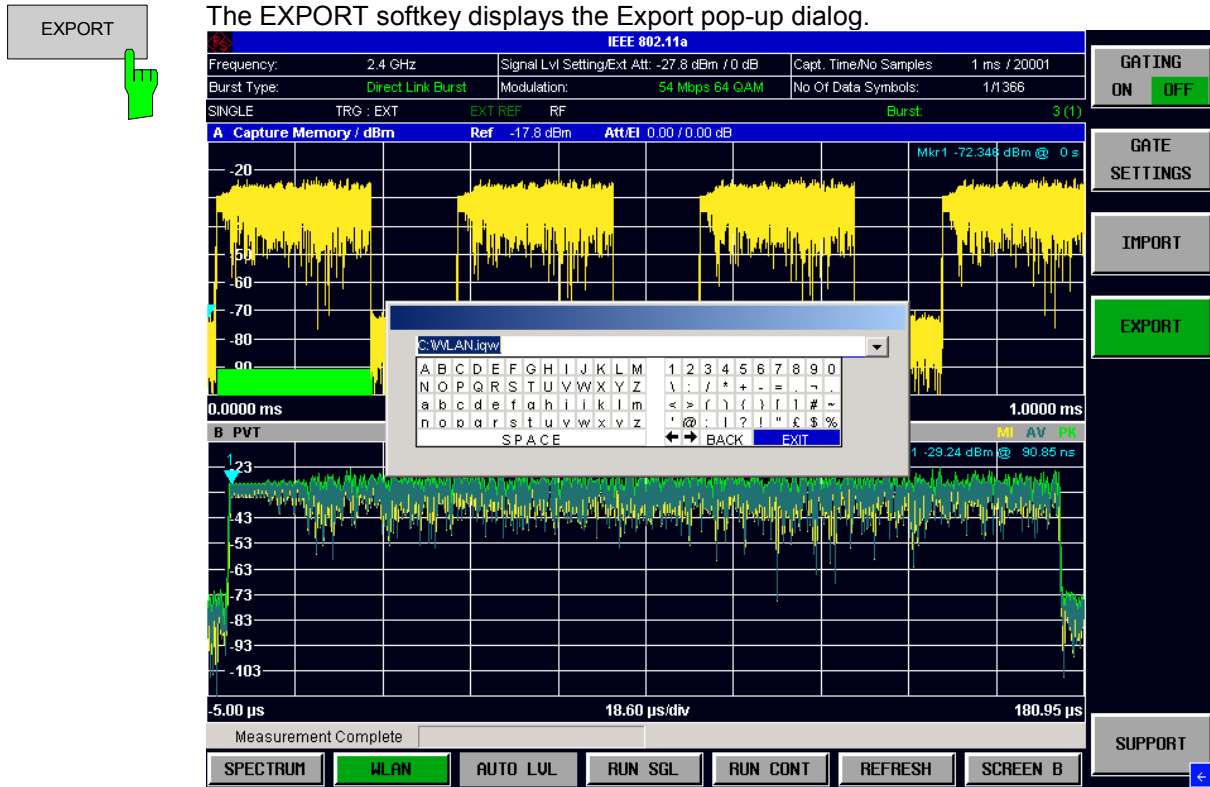 EXPORT
The EXPORT softkey displays the Export pop-up dialog.
IEEE 802.11a
Frequency: 2.4 GHz Signal Lvl Setting/Ext Att: -27.8 dBm / 0 dB Capt. Time/No Samples 1 ms / 20001
Burst Type: Direct Link Burst Modulation: 54 Mbps 64 QAM No Of Data Symbols: 1/1366
SINGLE TRG : EXT EXT REF RF Burst: 3 (1)
A Capture Memory / dBm Ref -17.8 dBm Att/El 0.00 / 0.00 dB
Mkr1 -72.346 dBm @ 0 s
-20
-50
-60
-70
-80
-90
C:\WLAN.iqw
A B C D E F G H I J K L M 1 2 3 4 5 6 7 8 9 0
N O P Q R S T U V W X Y Z \ : / * + - = . ¬ .
a b c d e f g h i j k l m < > ( ) { } [ ] # ~
n o p q r s t u v w x y z ' @ : | ? ! " £ $ %
SPACE ← → BACK EXIT
0.0000 ms 1.0000 ms
B PVT MI AV PK
1 -29.24 dBm @ 90.85 ns
1
-23
-43
-53
-63
-73
-83
-93
-103
-5.00 µs 18.60 µs/div 180.95 µs
Measurement Complete
SPECTRUM WLAN AUTO LVL RUN SGL RUN CONT REFRESH SCREEN B
GATING
ON OFF
GATE
SETTINGS
IMPORT
EXPORT
SUPPORT
←